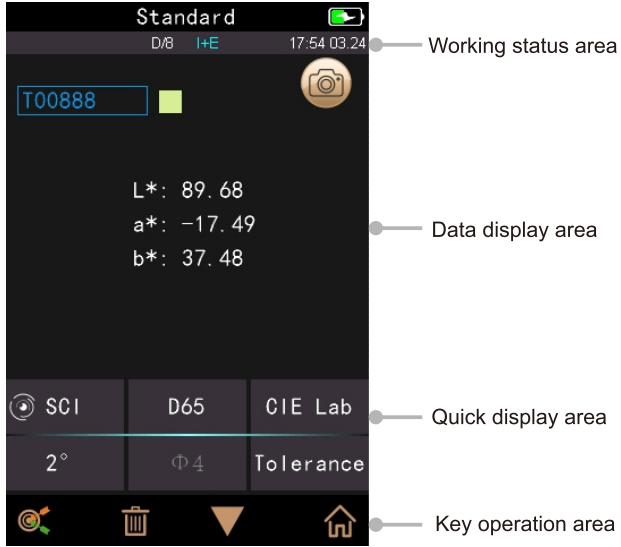 Standard
D/8 I+E 17:54 03.24
Working status area
T00888
L*: 89.68
a*: -17.49
Data display area
b*: 37.48
SCI D65 CIE Lab
Quick display area
2° Φ4 Tolerance
Key operation area